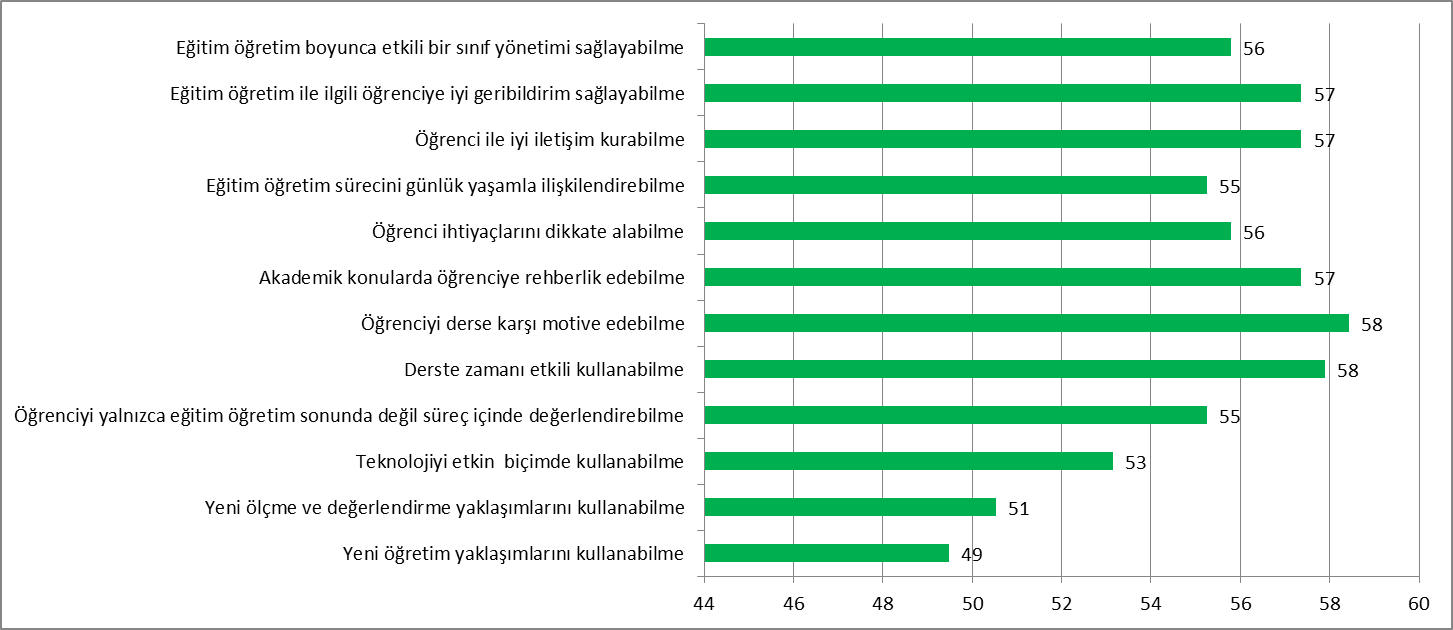 Eğitim öğretim boyunca etkili bir sınıf yönetimi sağlayabilme 56
Eğitim öğretim ile ilgili öğrenciye iyi geribildirim sağlayabilme 57
Öğrenci ile iyi iletişim kurabilme 57
Eğitim öğretim sürecini günlük yaşamla ilişkilendirebilme 55
Öğrenci ihtiyaçlarını dikkate alabilme 56
Akademik konularda öğrenciye rehberlik edebilme 57
Öğrenciyi derse karşı motive edebilme 58
Derste zamanı etkili kullanabilme 58
Öğrenciyi yalnızca eğitim öğretim sonunda değil süreç içinde değerlendirebilme 55
Teknolojiyi etkin  biçimde kullanabilme 53
Yeni ölçme ve değerlendirme yaklaşımlarını kullanabilme 51
Yeni öğretim yaklaşımlarını kullanabilme 49
44 46 48 50 52 54 56 58 60